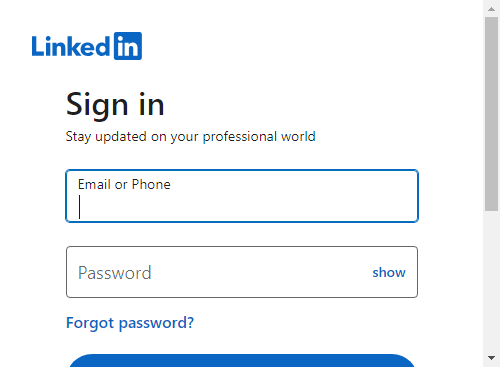 Linkedin
Sign in
Stay updated on your professional world
Email or Phone
Password show
Forgot password?